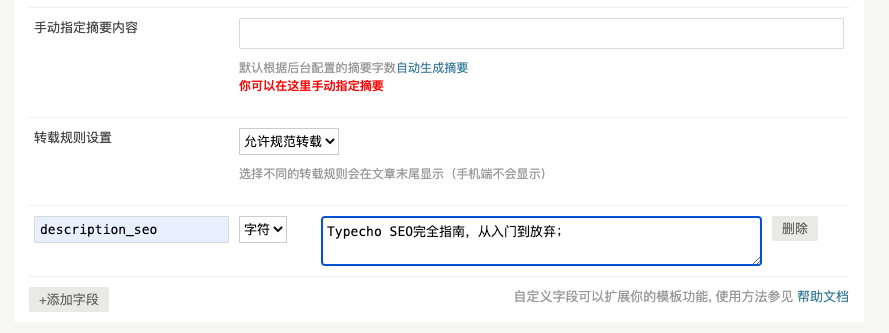 手动指定摘要内容
默认根据后台配置的摘要字数自动生成摘要
你可以在这里手动指定摘要
转载规则设置
允许规范转载
选择不同的转载规则会在文章末尾显示（手机端不会显示）
description_seo 字符 Typecho SEO完全指南，从入门到放弃； 删除
+添加字段 自定义字段可以扩展你的模板功能, 使用方法参见 帮助文档